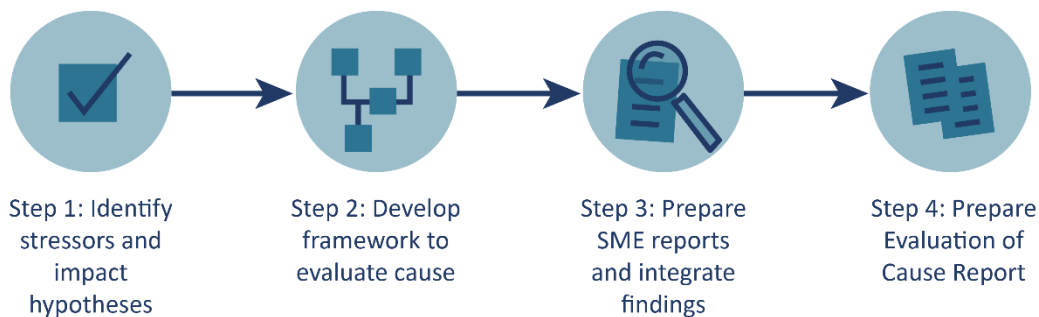 Step 1: Identify
stressors and
impact
hypotheses
Step 2: Develop
framework to
evaluate cause
Step 3: Prepare
SME reports
and integrate
findings
Step 4: Prepare
Evaluation of
Cause Report